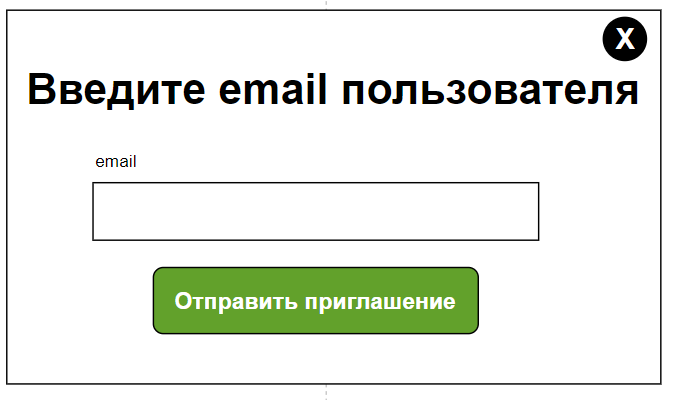 X
Введите email пользователя
email
Отправить приглашение